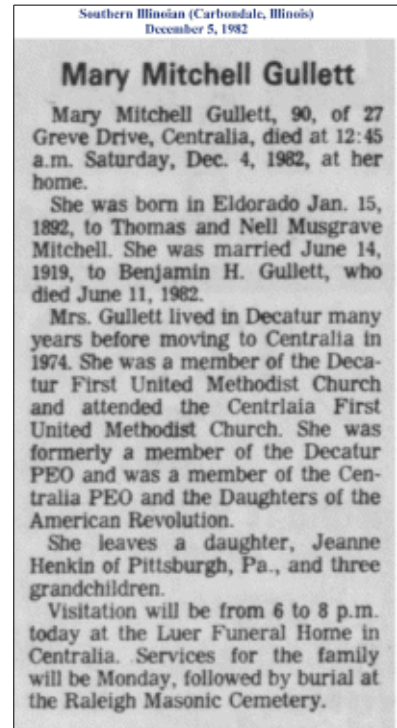 Southern Illinoian (Carbondale, Illinois)
December 5, 1982
Mary Mitchell Gullett
Mary Mitchell Gullett, 90, of 27
Greve Drive, Centralia, died at 12:45
a.m. Saturday, Dec. 4, 1982, at her
home.
She was born in Eldorado Jan. 15,
1892, to Thomas and Nell Musgrave
Mitchell. She was married June 14,
1919, to Benjamin H. Gullett, who
died June 11, 1982.
Mrs. Gullett lived in Decatur many
years before moving to Centralia in
1974. She was a member of the Deca-
tur First United Methodist Church
and attended the Centrlaia First
United Methodist Church. She was
formerly a member of the Decatur
PEO and was a member of the Cen-
tralia PEO and the Daughters of the
American Revolution.
She leaves a daughter, Jeanne
Henkin of Pittsburgh, Pa., and three
grandchildren.
Visitation will be from 6 to 8 p.m.
today at the Luer Funeral Home in
Centralia. Services for the family
will be Monday, followed by burial at
the Raleigh Masonic Cemetery.